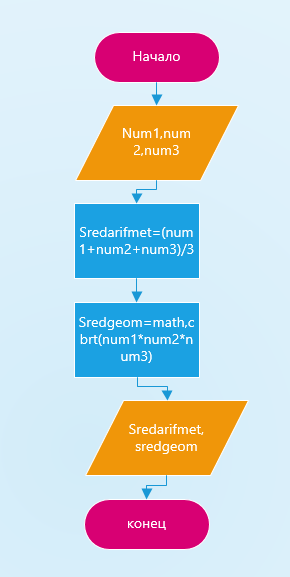 Начало
Num1,num
2,num3
Sredarifmet=(num
1+num2+num3)/3
Sredgeom=math,c
brt(num1*num2*n
um3)
Sredarifmet,
sredgeom
конец